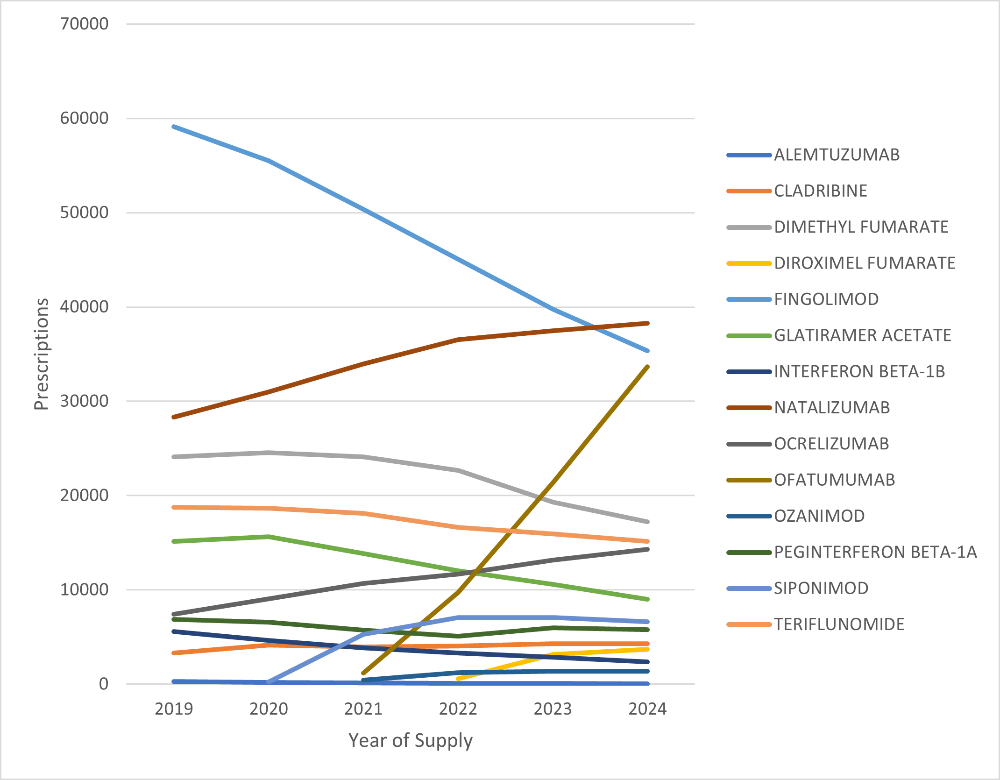 70000
60000
50000
40000
30000
20000
10000
0
Prescriptions
2019 2020 2021 2022 2023 2024
Year of Supply
ALEMTUZUMAB
CLADRIBINE
DIMETHYL FUMARATE
DIROXIMEL FUMARATE
FINGOLIMOD
GLATIRAMER ACETATE
INTERFERON BETA-1B
NATALIZUMAB
OCRELIZUMAB
OFATUMUMAB
OZANIMOD
PEGINTERFERON BETA-1A
SIPONIMOD
TERIFLUNOMIDE